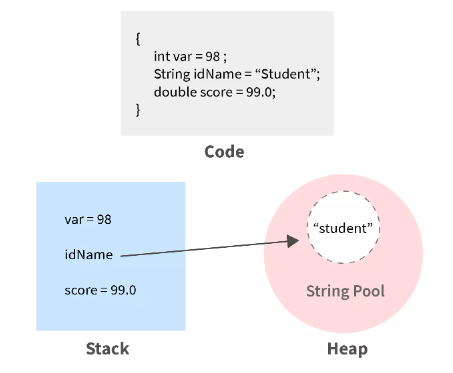 {
int var = 98 ;
String idName = “Student”;
double score = 99.0;
}
Code
var = 98
idName
score = 99.0
Stack
“student”
String Pool
Heap